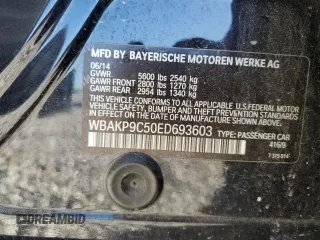 MFD BY BAYERISCHE MOTOREN WERKE AG
06/14
GVWR 5600 lbs 2540 kg
GAWR FRONT 2800 lbs 1270 kg
GAWR REAR 2954 lbs 1340 kg
THIS VEHICLE CONFORMS TO ALL APPLICABLE U.S. FEDERAL MOTOR
VEHICLE SAFETY, BUMPER, AND THEFT PREVENTION STANDARDS
IN EFFECT ON THE DATE OF MANUFACTURE SHOWN ABOVE.
WBAKP9C50ED693603 TYPE: PASSENGER CAR
416/9
DREAMBID